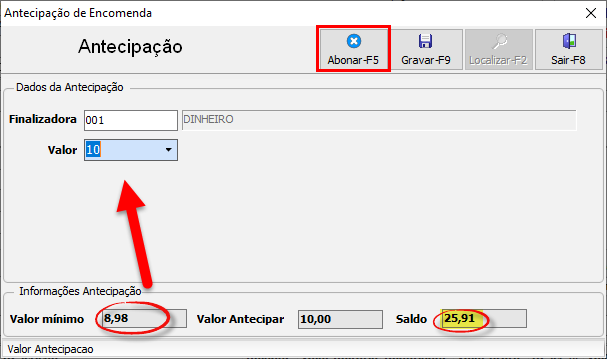 Antecipação de Encomenda
Antecipação
Abonar-F5 Gravar-F9 Localizar-F2 Sair-F8
Dados da Antecipação
Finalizadora 001 DINHEIRO
Valor 10
Informações Antecipação
Valor mínimo 8,98 Valor Antecipar 10,00 Saldo 25,91
Valor Antecipacao